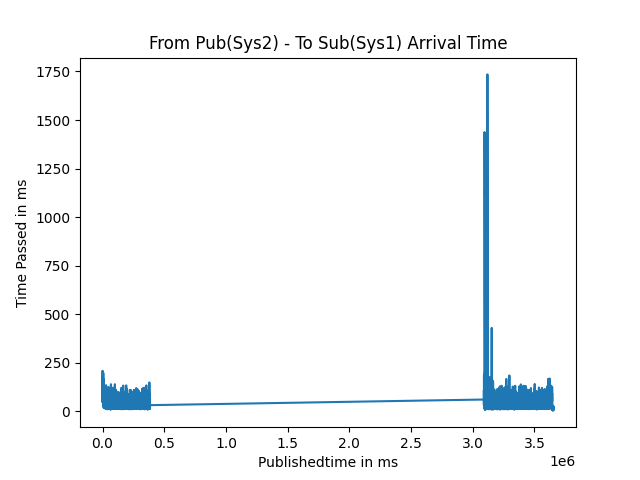 From Pub(Sys2) - To Sub(Sys1) Arrival Time
1750
1500
1250
1000
750
500
250
0
Time Passed in ms
0.0 0.5 1.0 1.5 2.0 2.5 3.0 3.5
1e6
Publishedtime in ms